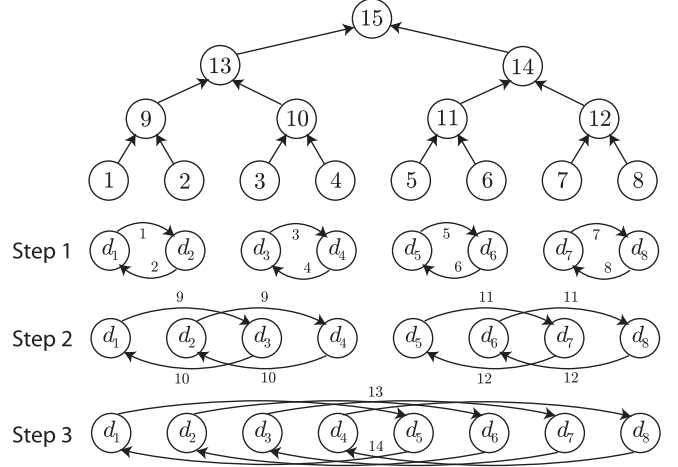 15
13 14
9 10 11 12
1 2 3 4 5 6 7 8
1 3 5 7
Step 1 d₁ d₂ d₃ d₄ d₅ d₆ d₇ d₈
2 4 6 8
9 9 11 11
Step 2 d₁ d₂ d₃ d₄ d₅ d₆ d₇ d₈
10 10 12 12
13
Step 3 d₁ d₂ d₃ d₄ d₅ d₆ d₇ d₈
14